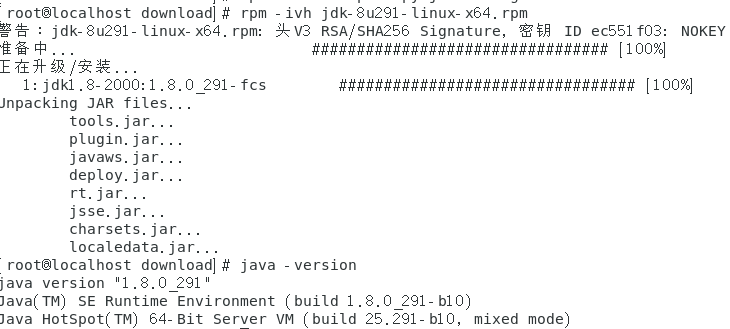 [root@localhost download]# rpm -ivh jdk-8u291-linux-x64.rpm
警告：jdk-8u291-linux-x64.rpm: 头V3 RSA/SHA256 Signature, 密钥 ID ec551f03: NOKEY
准备中... ################################# [100%]
正在升级/安装...
1:jdk1.8-2000:1.8.0_291-fcs ################################# [100%]
Unpacking JAR files...
tools.jar...
plugin.jar...
javaws.jar...
deploy.jar...
rt.jar...
jsse.jar...
charsets.jar...
localedata.jar...
[root@localhost download]# java -version
java version "1.8.0_291"
Java(TM) SE Runtime Environment (build 1.8.0_291-b10)
Java HotSpot(TM) 64-Bit Server VM (build 25.291-b10, mixed mode)